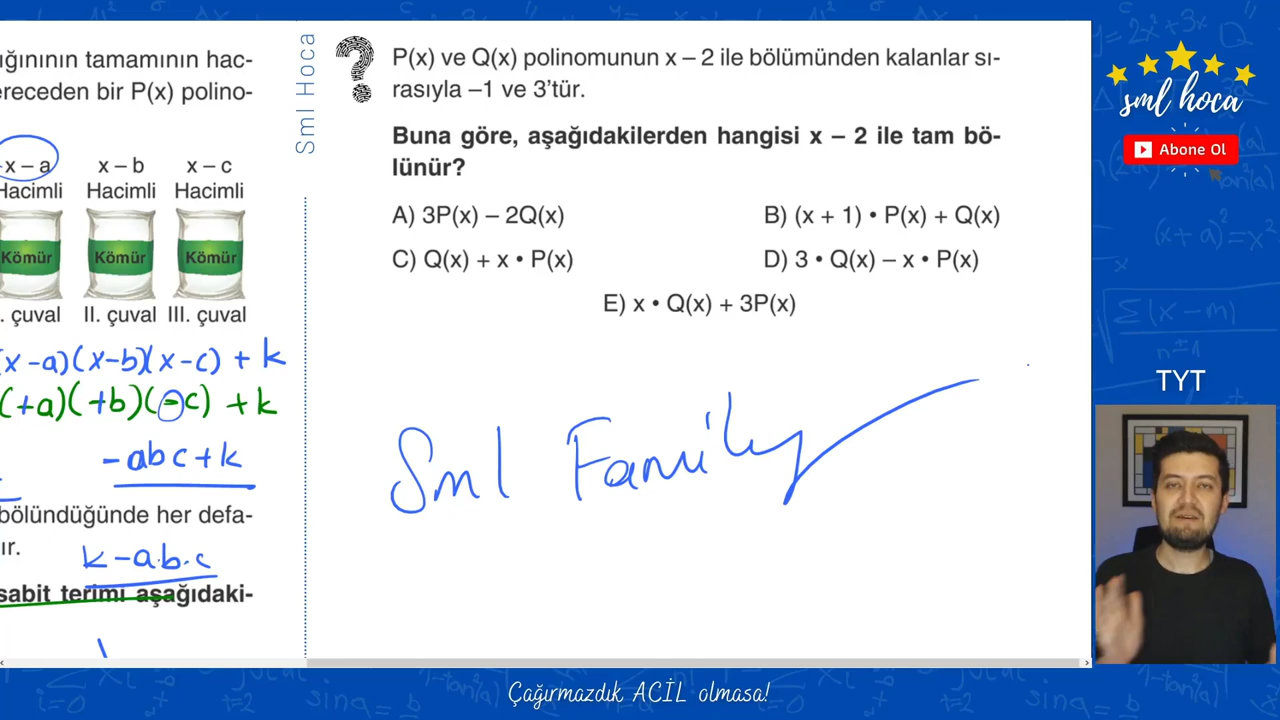 ığınının tamamının hac-
ereceden bir P(x) polino-
x – a x – b x – c
Hacimli Hacimli Hacimli
Kömür Kömür Kömür
. çuval II. çuval III. çuval
(x-a)(x-b)(x-c) + k
(+a)(+b)(-c) + k
-abc+k
bölündüğünde her defa-
ır.
k-a.b.c
sabit terimi aşağıdaki-
Sml Hoca
?
P(x) ve Q(x) polinomunun x – 2 ile bölümünden kalanlar sı-
rasıyla –1 ve 3’tür.
Buna göre, aşağıdakilerden hangisi x – 2 ile tam bö-
lünür?
A) 3P(x) – 2Q(x) B) (x + 1) • P(x) + Q(x)
C) Q(x) + x • P(x) D) 3 • Q(x) – x • P(x)
E) x • Q(x) + 3P(x)
Sml Family
sml hoca
Abone Ol
TYT
Çağırmazdık ACİL olmasa!